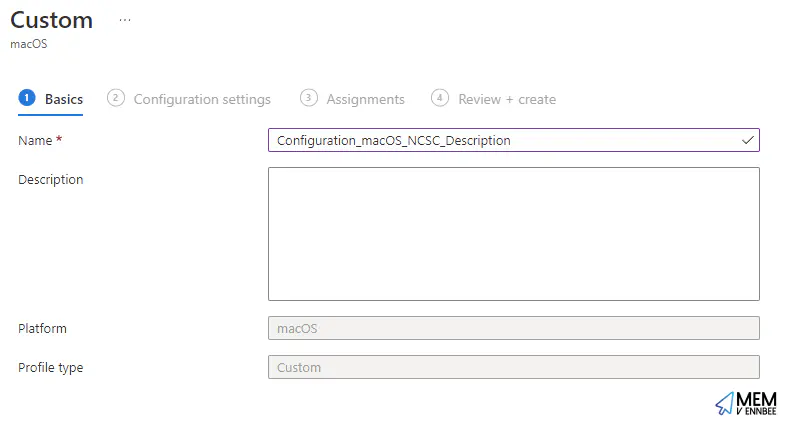 Custom ...
macOS
1 Basics 2 Configuration settings 3 Assignments 4 Review + create
Name * Configuration_macOS_NCSC_Description
Description
Platform macOS
Profile type Custom
MEM
V ENNBEE